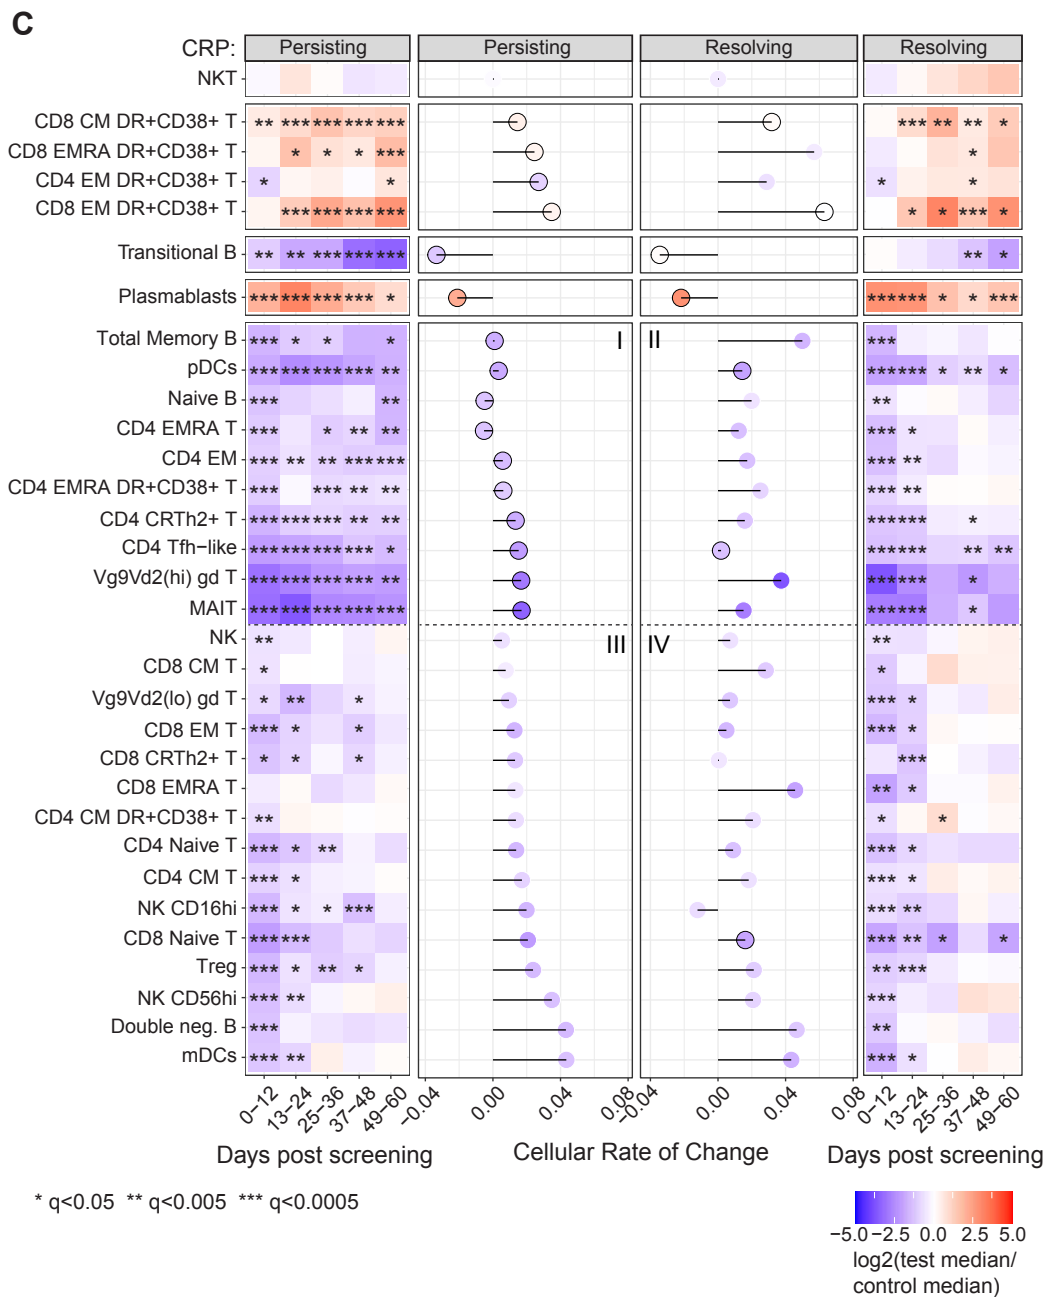 C
CRP: Persisting Persisting Resolving Resolving
NKT
CD8 CM DR+CD38+ T ** *** *** *** *** *** ** ** *
CD8 EMRA DR+CD38+ T * * * *** *
CD4 EM DR+CD38+ T * * * *
CD8 EM DR+CD38+ T *** *** *** *** * * *** *
Transitional B ** ** *** *** *** ** *
Plasmablasts *** *** *** *** * *** *** * * ***
Total Memory B *** * * * I II ***
pDCs *** *** *** *** ** *** *** * ** *
Naive B *** ** **
CD4 EMRA T *** * ** ** *** *
CD4 EM *** ** ** *** *** *** **
CD4 EMRA DR+CD38+ T *** *** ** ** *** **
CD4 CRTh2+ T *** *** *** ** ** *** *** *
CD4 Tfh−like *** *** *** *** * *** *** ** **
Vg9Vd2(hi) gd T *** *** *** *** ** *** *** *
MAIT *** *** *** *** *** *** *** *
NK ** III IV **
CD8 CM T * *
Vg9Vd2(lo) gd T * ** * *** *
CD8 EM T *** * * *** *
CD8 CRTh2+ T * * * ***
CD8 EMRA T ** *
CD4 CM DR+CD38+ T ** * *
CD4 Naive T *** * ** *** *
CD4 CM T *** * *** *
NK CD16hi *** * * *** *** **
CD8 Naive T *** *** *** ** * *
Treg *** * ** * ** ***
NK CD56hi *** ** ***
Double neg. B *** **
mDCs *** ** *** *
0−12 13−24 25−36 37−48 49−60 −0.04 0.00 0.04 0.08 −0.04 0.00 0.04 0.08 0−12 13−24 25−36 37−48 49−60
Days post screening Cellular Rate of Change Days post screening
* q<0.05 ** q<0.005 *** q<0.0005
−5.0 −2.5 0.0 2.5 5.0
log2(test median/
control median)